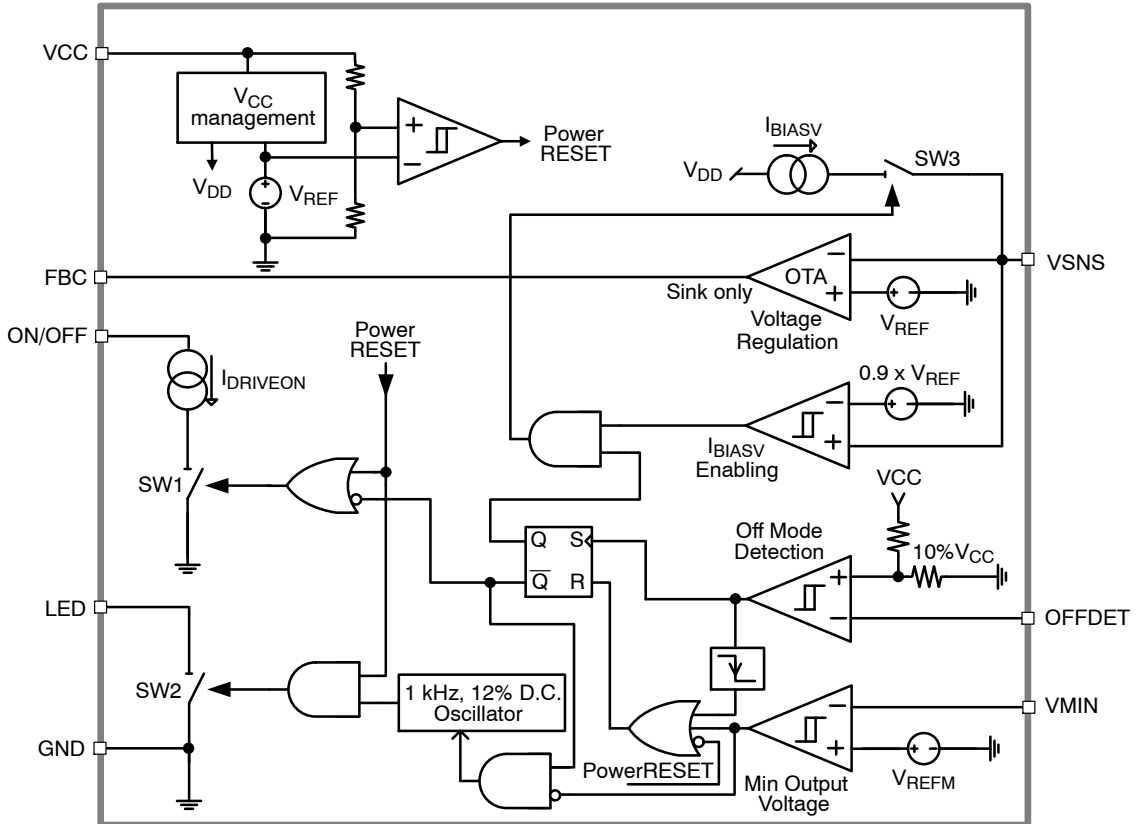 VCC
VCC
management
VDD
VREF
+
−
Power
RESET
IBIASV
VDD
SW3
FBC
Sink only
OTA
−
+
Voltage
Regulation
VREF
VSNS
ON/OFF
IDRIVEON
Power
RESET
0.9 x VREF
−
+
IBIASV
Enabling
SW1
VCC
Off Mode
Detection
10%VCC
Q
S
Q
R
+
−
LED
OFFDET
SW2
1 kHz, 12% D.C.
Oscillator
VMIN
−
+
GND
PowerRESET
Min Output
Voltage
VREFM